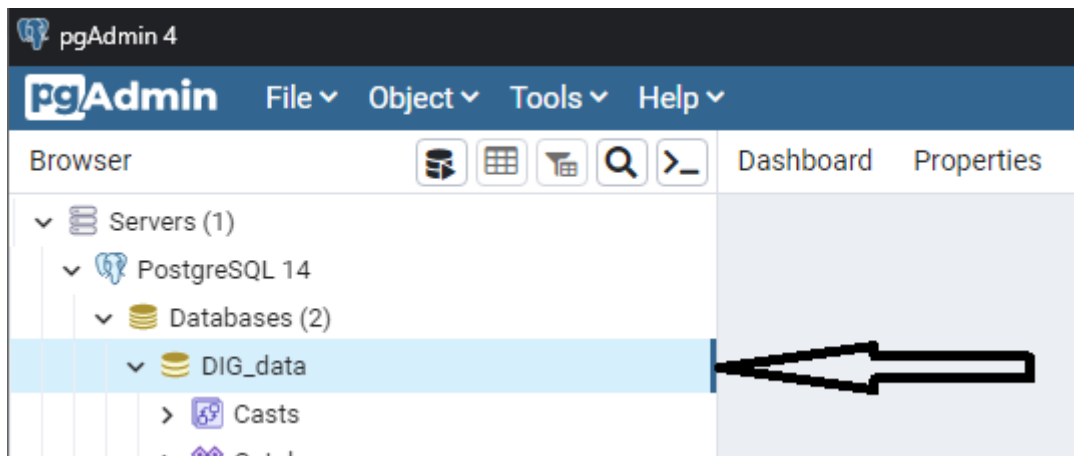 pgAdmin 4
pgAdmin File Object Tools Help
Browser Dashboard Properties
Servers (1)
PostgreSQL 14
Databases (2)
DIG_data
Casts